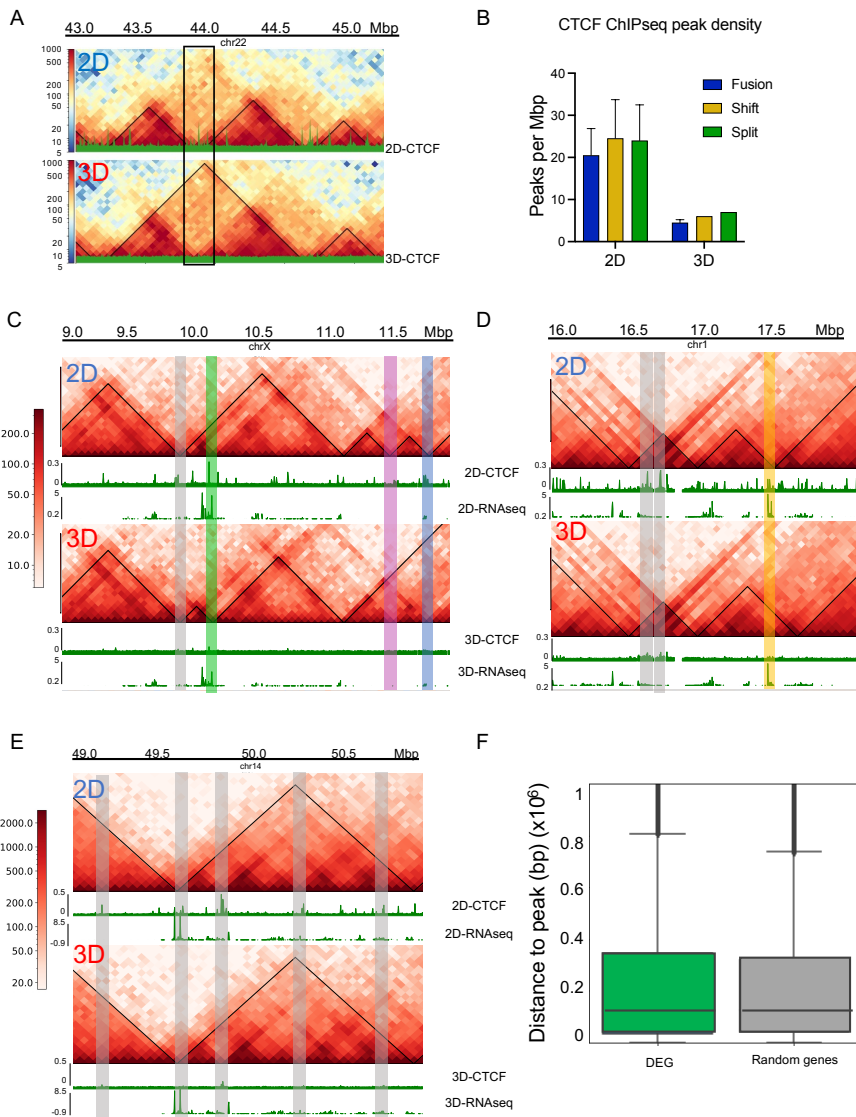 A
43.0 43.5 44.0 44.5 45.0 Mbp
chr22
1000
500
200
100
50
20
10
5
2D
2D-CTCF
1000
500
200
100
50
20
10
5
3D
3D-CTCF
B
CTCF ChIPseq peak density
Peaks per Mbp
40
30
20
10
0
Fusion
Shift
Split
2D 3D
C
9.0 9.5 10.0 10.5 11.0 11.5 Mbp
chrX
2D
200.0
100.0
50.0
20.0
10.0
0.3
0
2D-CTCF
5
0.2
2D-RNAseq
3D
0.3
0
3D-CTCF
5
0.2
3D-RNAseq
D
16.0 16.5 17.0 17.5 Mbp
chr1
2D
0.3
0
5
0.2
3D
0.3
0
5
0.2
E
49.0 49.5 50.0 50.5 Mbp
chr14
2D
2000.0
1000.0
500.0
200.0
100.0
50.0
20.0
0.5
0
2D-CTCF
8.5
-0.9
2D-RNAseq
3D
0.5
0
3D-CTCF
8.5
-0.9
3D-RNAseq
F
Distance to peak (bp) (x10⁶)
1
0.8
0.6
0.4
0.2
0
DEG Random genes